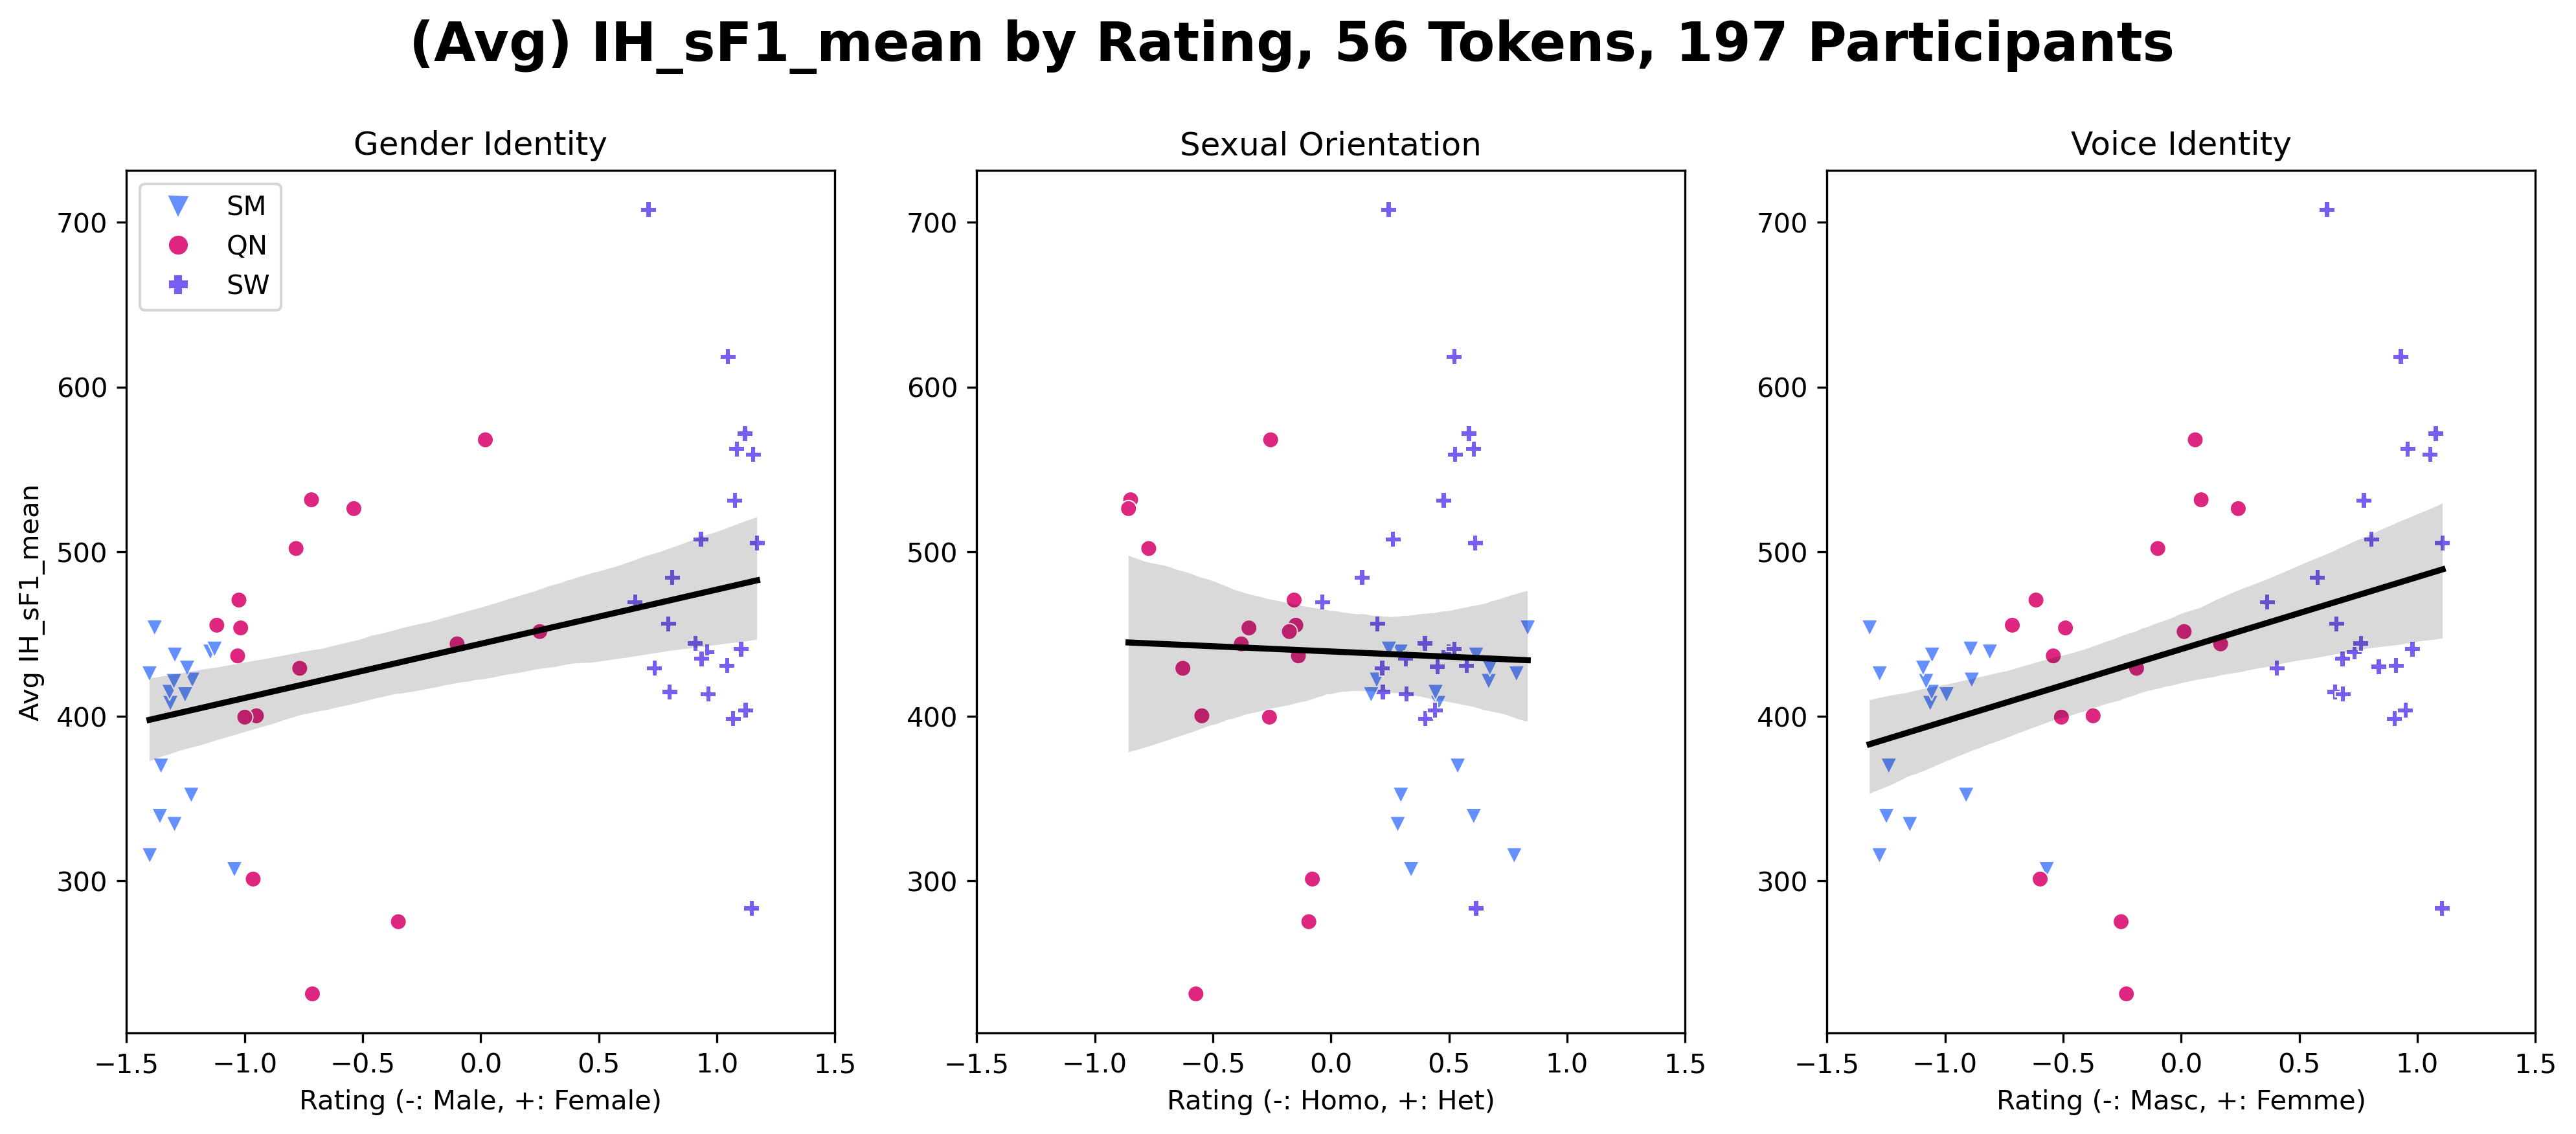 (Avg) IH_sF1_mean by Rating, 56 Tokens, 197 Participants
Gender Identity
Sexual Orientation
Voice Identity
SM
QN
SW
Avg IH_sF1_mean
700
600
500
400
300
700
600
500
400
300
700
600
500
400
300
−1.5 −1.0 −0.5 0.0 0.5 1.0 1.5
−1.5 −1.0 −0.5 0.0 0.5 1.0 1.5
−1.5 −1.0 −0.5 0.0 0.5 1.0 1.5
Rating (-: Male, +: Female)
Rating (-: Homo, +: Het)
Rating (-: Masc, +: Femme)